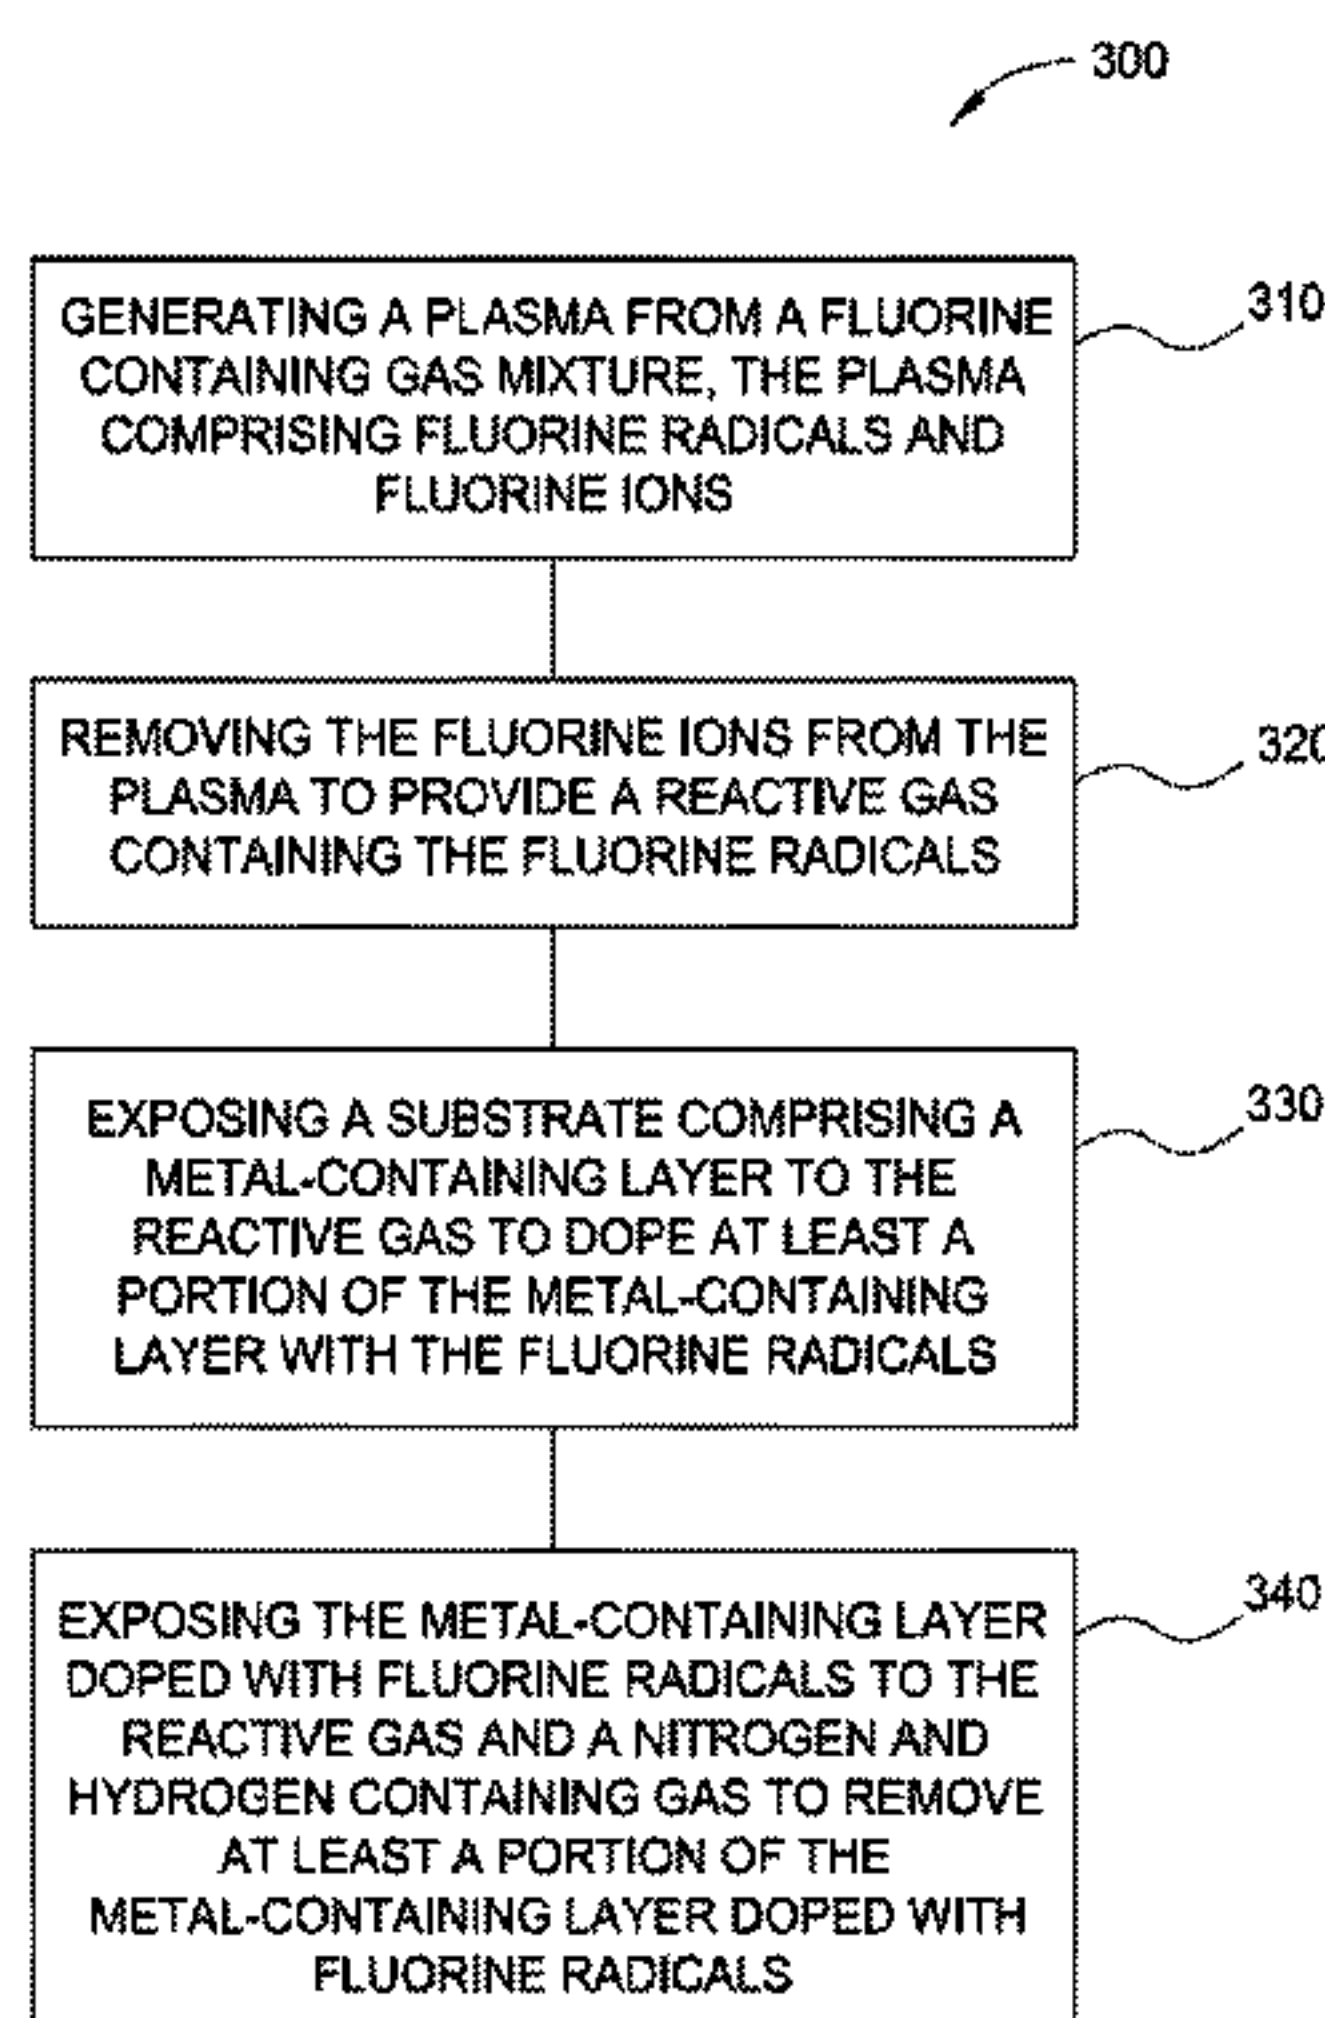 300
GENERATING A PLASMA FROM A FLUORINE
CONTAINING GAS MIXTURE, THE PLASMA
COMPRISING FLUORINE RADICALS AND
FLUORINE IONS
310
REMOVING THE FLUORINE IONS FROM THE
PLASMA TO PROVIDE A REACTIVE GAS
CONTAINING THE FLUORINE RADICALS
320
EXPOSING A SUBSTRATE COMPRISING A
METAL-CONTAINING LAYER TO THE
REACTIVE GAS TO DOPE AT LEAST A
PORTION OF THE METAL-CONTAINING
LAYER WITH THE FLUORINE RADICALS
330
EXPOSING THE METAL-CONTAINING LAYER
DOPED WITH FLUORINE RADICALS TO THE
REACTIVE GAS AND A NITROGEN AND
HYDROGEN CONTAINING GAS TO REMOVE
AT LEAST A PORTION OF THE
METAL-CONTAINING LAYER DOPED WITH
FLUORINE RADICALS
340